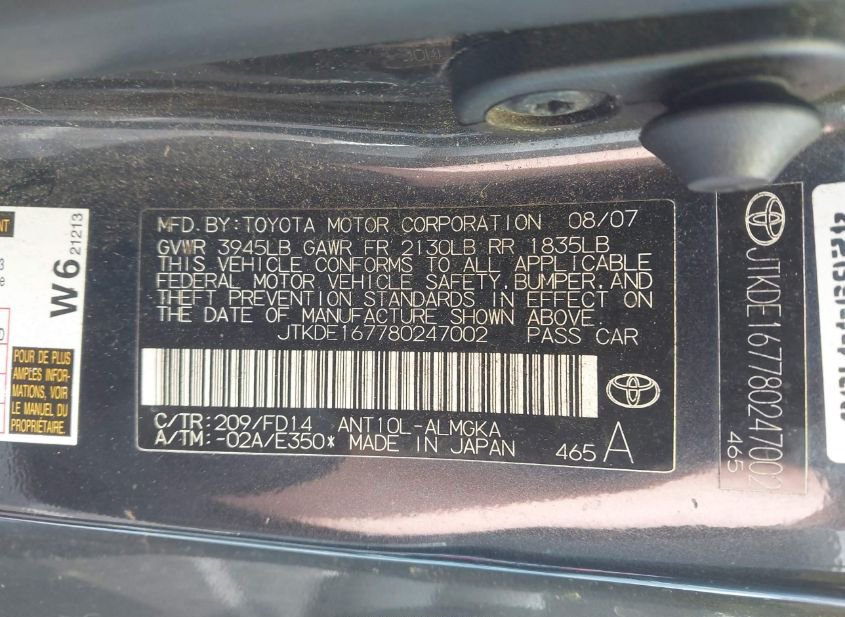 MFD. BY: TOYOTA MOTOR CORPORATION 08/07
GVWR 3945LB GAWR FR 2130LB RR 1835LB
THIS VEHICLE CONFORMS TO ALL APPLICABLE
FEDERAL MOTOR VEHICLE SAFETY, BUMPER, AND
THEFT PREVENTION STANDARDS IN EFFECT ON
THE DATE OF MANUFACTURE SHOWN ABOVE.
JTKDE167780247002 PASS CAR
C/TR: 209/FD14 ANT10L-ALMGKA
A/TM: -02A/E350* MADE IN JAPAN 465 A
JTKDE167780247002
465
W6
21213
POUR DE PLUS
AMPLES INFOR-
MATIONS, VOIR
LE MANUEL DU
PROPRIÉTAIRE